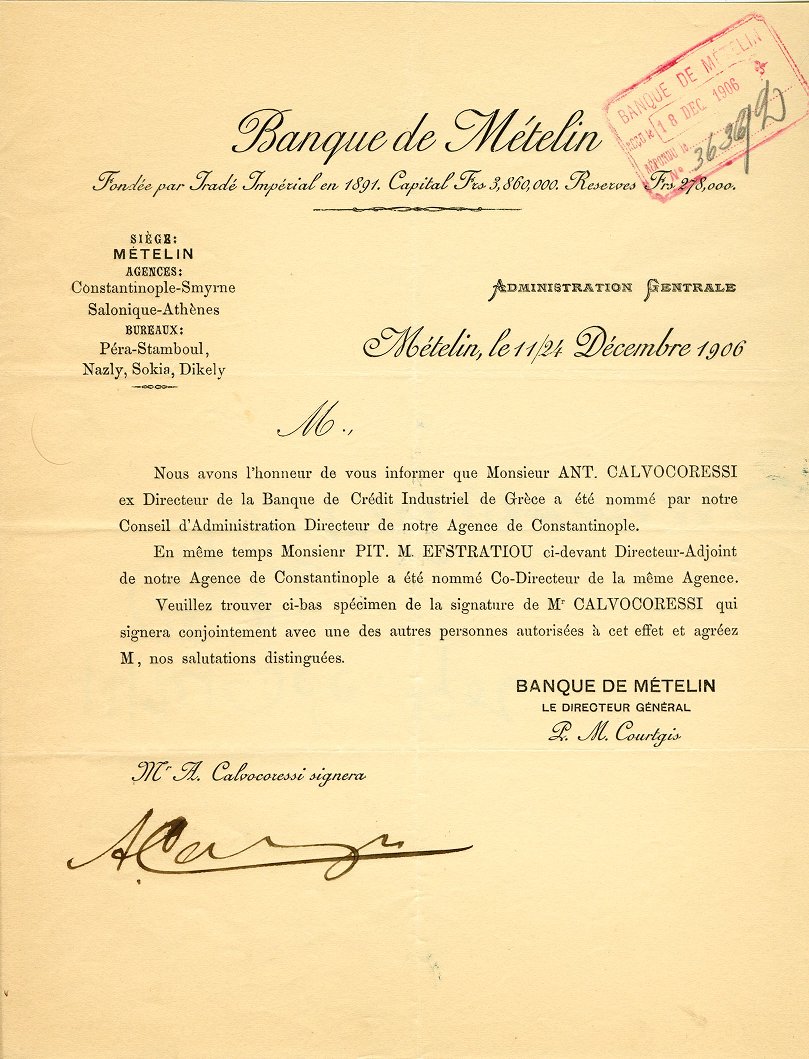 BANQUE DE MÉTELIN
REÇU le 18 DEC. 1906
RÉPONDU le
No
Banque de Mételin
Fondée par Iradé Impérial en 1891. Capital Frs 3,860,000. Reserves Frs 278,000.
SIÈGE:
MÉTELIN
AGENCES:
Constantinople-Smyrne
Salonique-Athènes
BUREAUX:
Péra-Stamboul,
Nazly, Sokia, Dikely
ADMINISTRATION GENTRALE
Mételin, le 11/24 Décembre 1906
M.,
Nous avons l'honneur de vous informer que Monsieur ANT. CALVOCORESSI
ex Directeur de la Banque de Crédit Industriel de Grèce a été nommé par notre
Conseil d'Administration Directeur de notre Agence de Constantinople.
En même temps Monsienr PIT. M. EFSTRATIOU ci-devant Directeur-Adjoint
de notre Agence de Constantinople a été nommé Co-Directeur de la même Agence.
Veuillez trouver ci-bas spécimen de la signature de Mr CALVOCORESSI qui
signera conjointement avec une des autres personnes autorisées à cet effet et agréez
M, nos salutations distinguées.
BANQUE DE MÉTELIN
LE DIRECTEUR GÉNÉRAL
P. M. Courtgis
Mr A. Calvocoressi signera